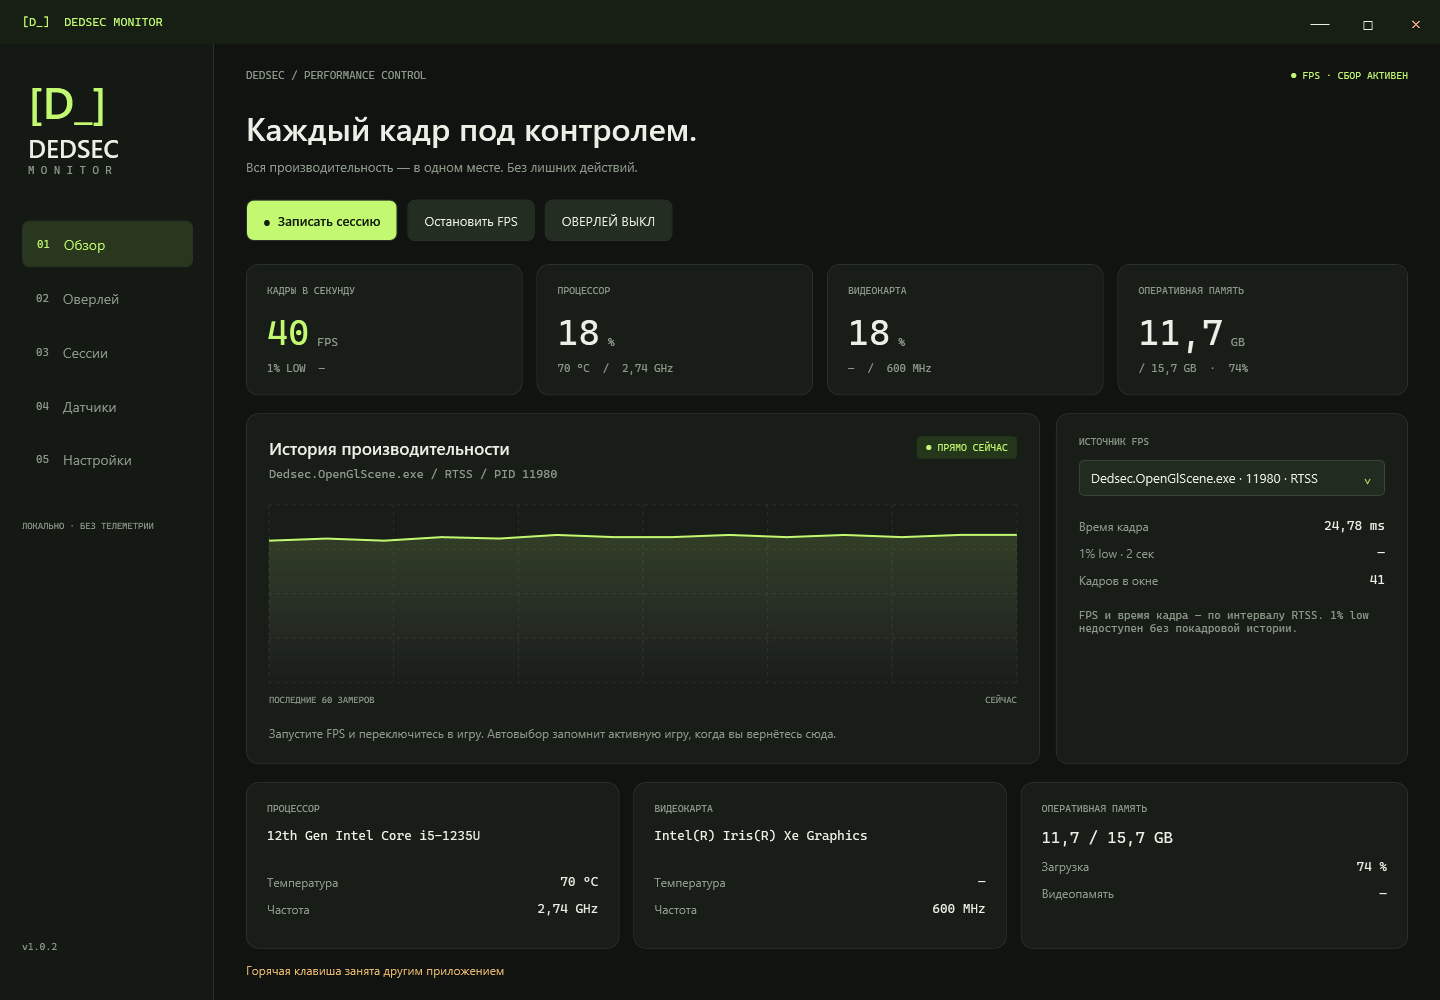 [D_] DEDSEC MONITOR
[D_]
DEDSEC
MONITOR
01 Обзор
02 Оверлей
03 Сессии
04 Датчики
05 Настройки
ЛОКАЛЬНО · БЕЗ ТЕЛЕМЕТРИИ
v1.0.2
DEDSEC / PERFORMANCE CONTROL
● FPS · СБОР АКТИВЕН
Каждый кадр под контролем.
Вся производительность — в одном месте. Без лишних действий.
● Записать сессию
Остановить FPS
ОВЕРЛЕЙ ВЫКЛ
КАДРЫ В СЕКУНДУ
40 FPS
1% LOW —
ПРОЦЕССОР
18 %
70 °C / 2,74 GHz
ВИДЕОКАРТА
18 %
— / 600 MHz
ОПЕРАТИВНАЯ ПАМЯТЬ
11,7 GB
/ 15,7 GB · 74%
История производительности
● ПРЯМО СЕЙЧАС
Dedsec.OpenGlScene.exe / RTSS / PID 11980
ПОСЛЕДНИЕ 60 ЗАМЕРОВ
СЕЙЧАС
Запустите FPS и переключитесь в игру. Автовыбор запомнит активную игру, когда вы вернётесь сюда.
ИСТОЧНИК FPS
Dedsec.OpenGlScene.exe · 11980 · RTSS
Время кадра 24,78 ms
1% low · 2 сек —
Кадров в окне 41
FPS и время кадра — по интервалу RTSS. 1% low
недоступен без покадровой истории.
ПРОЦЕССОР
12th Gen Intel Core i5-1235U
Температура 70 °C
Частота 2,74 GHz
ВИДЕОКАРТА
Intel(R) Iris(R) Xe Graphics
Температура —
Частота 600 MHz
ОПЕРАТИВНАЯ ПАМЯТЬ
11,7 / 15,7 GB
Загрузка 74 %
Видеопамять —
Горячая клавиша занята другим приложением